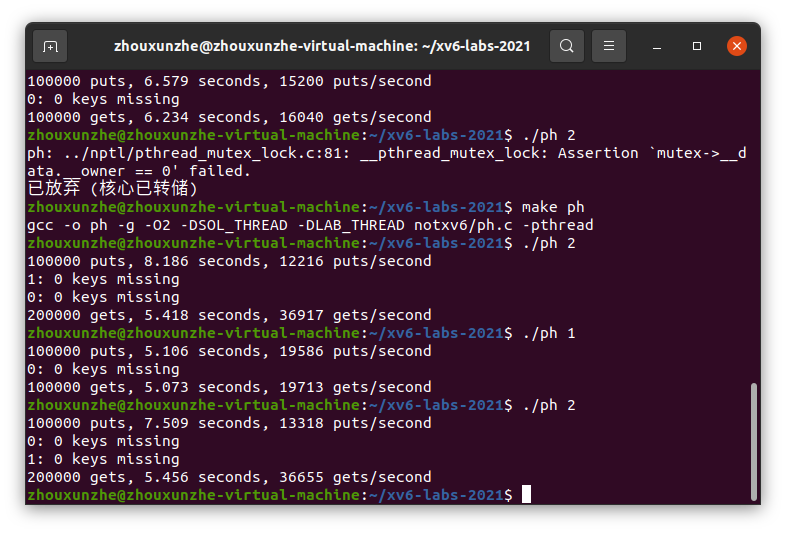 zhouxunzhe@zhouxunzhe-virtual-machine: ~/xv6-labs-2021
100000 puts, 6.579 seconds, 15200 puts/second
0: 0 keys missing
100000 gets, 6.234 seconds, 16040 gets/second
zhouxunzhe@zhouxunzhe-virtual-machine:~/xv6-labs-2021$ ./ph 2
ph: ../nptl/pthread_mutex_lock.c:81: __pthread_mutex_lock: Assertion `mutex->__d
ata.__owner == 0' failed.
已放弃 (核心已转储)
zhouxunzhe@zhouxunzhe-virtual-machine:~/xv6-labs-2021$ make ph
gcc -o ph -g -O2 -DSOL_THREAD -DLAB_THREAD notxv6/ph.c -pthread
zhouxunzhe@zhouxunzhe-virtual-machine:~/xv6-labs-2021$ ./ph 2
100000 puts, 8.186 seconds, 12216 puts/second
1: 0 keys missing
0: 0 keys missing
200000 gets, 5.418 seconds, 36917 gets/second
zhouxunzhe@zhouxunzhe-virtual-machine:~/xv6-labs-2021$ ./ph 1
100000 puts, 5.106 seconds, 19586 puts/second
0: 0 keys missing
100000 gets, 5.073 seconds, 19713 gets/second
zhouxunzhe@zhouxunzhe-virtual-machine:~/xv6-labs-2021$ ./ph 2
100000 puts, 7.509 seconds, 13318 puts/second
0: 0 keys missing
1: 0 keys missing
200000 gets, 5.456 seconds, 36655 gets/second
zhouxunzhe@zhouxunzhe-virtual-machine:~/xv6-labs-2021$